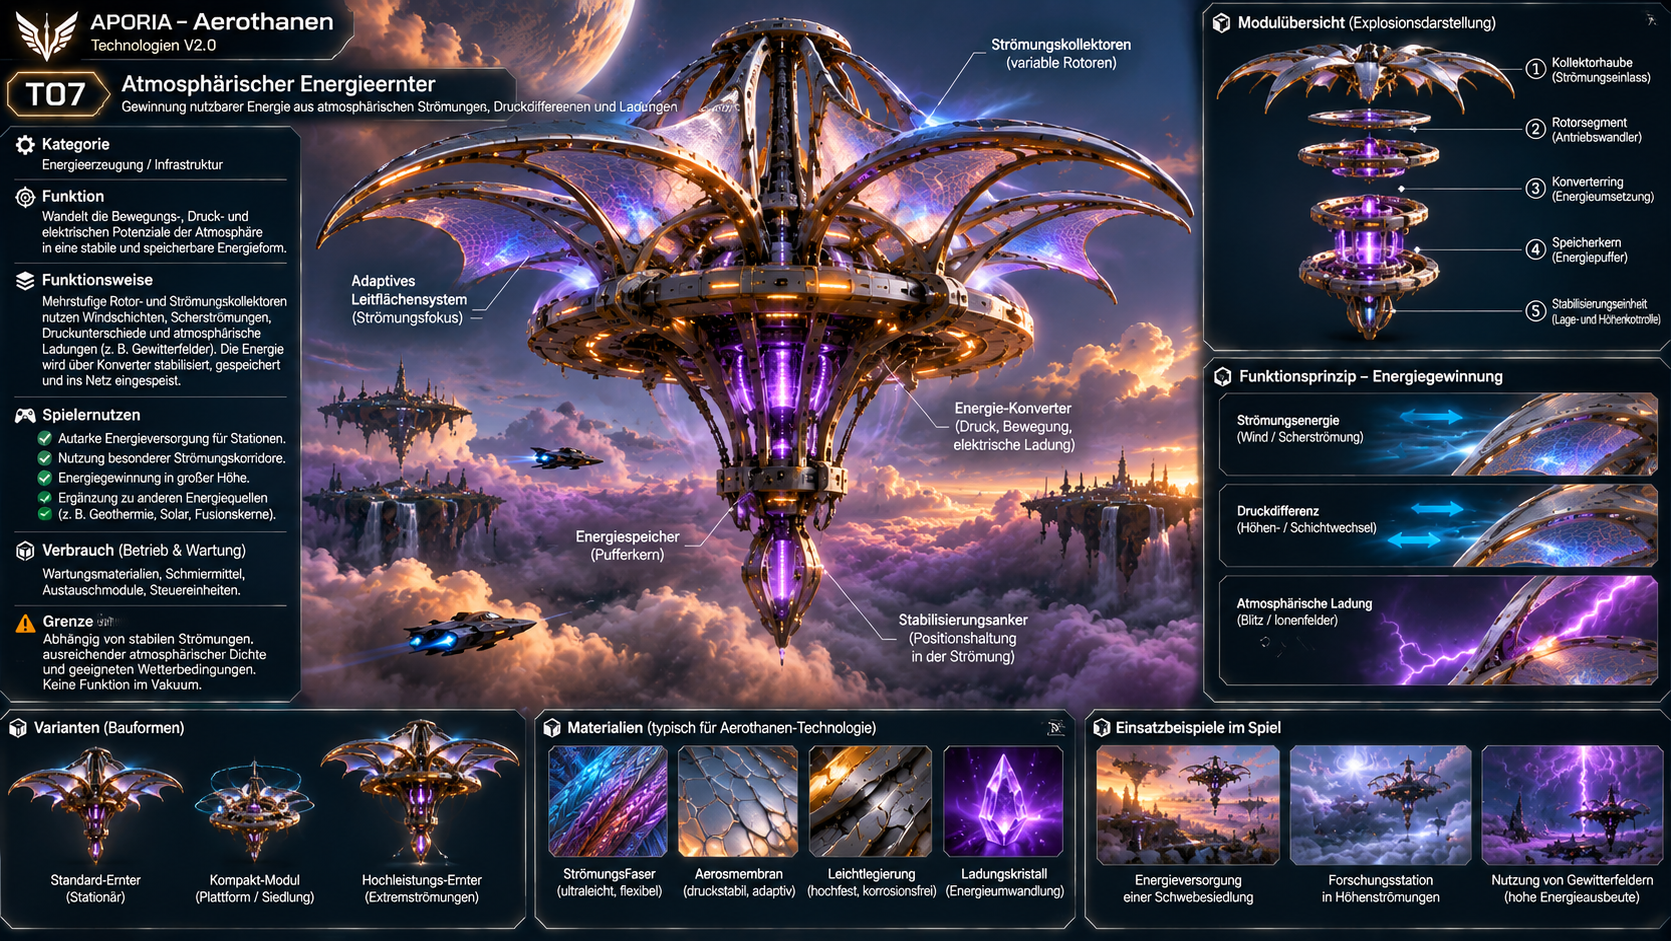 APORIA – Aerothanen
Technologien V2.0
T07
Atmosphärischer Energieernter
Gewinnung nutzbarer Energie aus atmosphärischen Strömungen, Druckdiffereenen und Ladungen
Kategorie
Energieerzeugung / Infrastruktur
Funktion
Wandelt die Bewegungs-, Druck- und
elektrischen Potenziale der Atmosphäre
in eine stabile und speicherbare Energieform.
Funktionsweise
Mehrstufige Rotor- und Strömungskollektoren
nutzen Windschichten, Scherströmungen,
Druckunterschiede und atmosphärische
Ladungen (z. B. Gewitterfelder). Die Energie
wird über Konverter stabilisiert, gespeichert
und ins Netz eingespeist.
Spielernutzen
Autarke Energieversorgung für Stationen.
Nutzung besonderer Strömungskorridore.
Energiegewinnung in großer Höhe.
Ergänzung zu anderen Energiequellen
(z. B. Geothermie, Solar, Fusionskerne).
Verbrauch (Betrieb & Wartung)
Wartungsmaterialien, Schmiermittel,
Austauschmodule, Steuereinheiten.
Grenze
Abhängig von stabilen Strömungen.
ausreichender atmosphärischer Dichte
und geeigneten Wetterbedingungen.
Keine Funktion im Vakuum.
Strömungskollektoren
(variable Rotoren)
Adaptives
Leitflächensystem
(Strömungsfokus)
Energie-Konverter
(Druck, Bewegung,
elektrische Ladung)
Energiespeicher
(Pufferkern)
Stabilisierungsanker
(Positionshaltung
in der Strömung)
Modulübersicht (Explosionsdarstellung)
1 Kollektorhaube
(Strömungseinlass)
2 Rotorsegment
(Antriebswandler)
3 Konverterring
(Energieumsetzung)
4 Speicherkern
(Energiepuffer)
5 Stabilisierungseinheit
(Lage- und Höhenkottrolle)
Funktionsprinzip – Energiegewinnung
Strömungsenergie
(Wind / Scherströmung)
Druckdifferenz
(Höhen- / Schichtwechsel)
Atmosphärische Ladung
(Blitz / Ionenfelder)
Varianten (Bauformen)
Standard-Ernter
(Stationär)
Kompakt-Modul
(Plattform / Siedlung)
Hochleistungs-Ernter
(Extremströmungen)
Materialien (typisch für Aerothanen-Technologie)
StrömungsFaser
(ultraleicht, flexibel)
Aerosmembran
(druckstabil, adaptiv)
Leichtlegierung
(hochfest, korrosionsfrei)
Ladungskristall
(Energieumwandlung)
Einsatzbeispiele im Spiel
Energieversorgung
einer Schwebesiedlung
Forschungsstation
in Höhenströmungen
Nutzung von Gewitterfeldern
(hohe Energieausbeute)